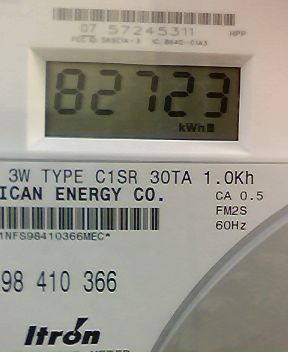 07 57245311
HPP
82723
kWh
3W TYPE C1SR 30TA 1.0Kh
ICAN ENERGY CO.
CA 0.5
FM2S
60Hz
1NFS98410366MEC*
98 410 366
Itron